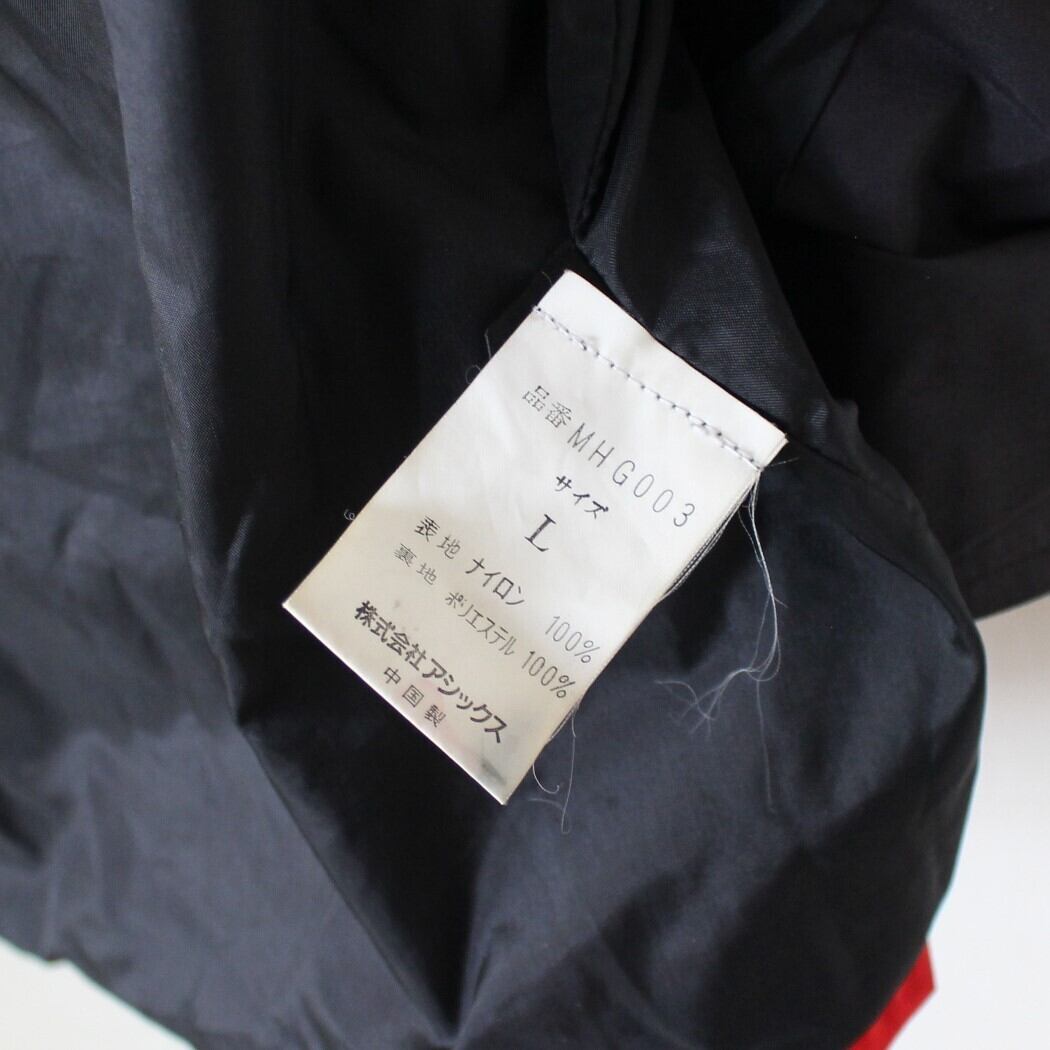 品番 MHG003
サイズ
L
表地 ナイロン 100%
裏地 ポリエステル 100%
株式会社アシックス
中国製